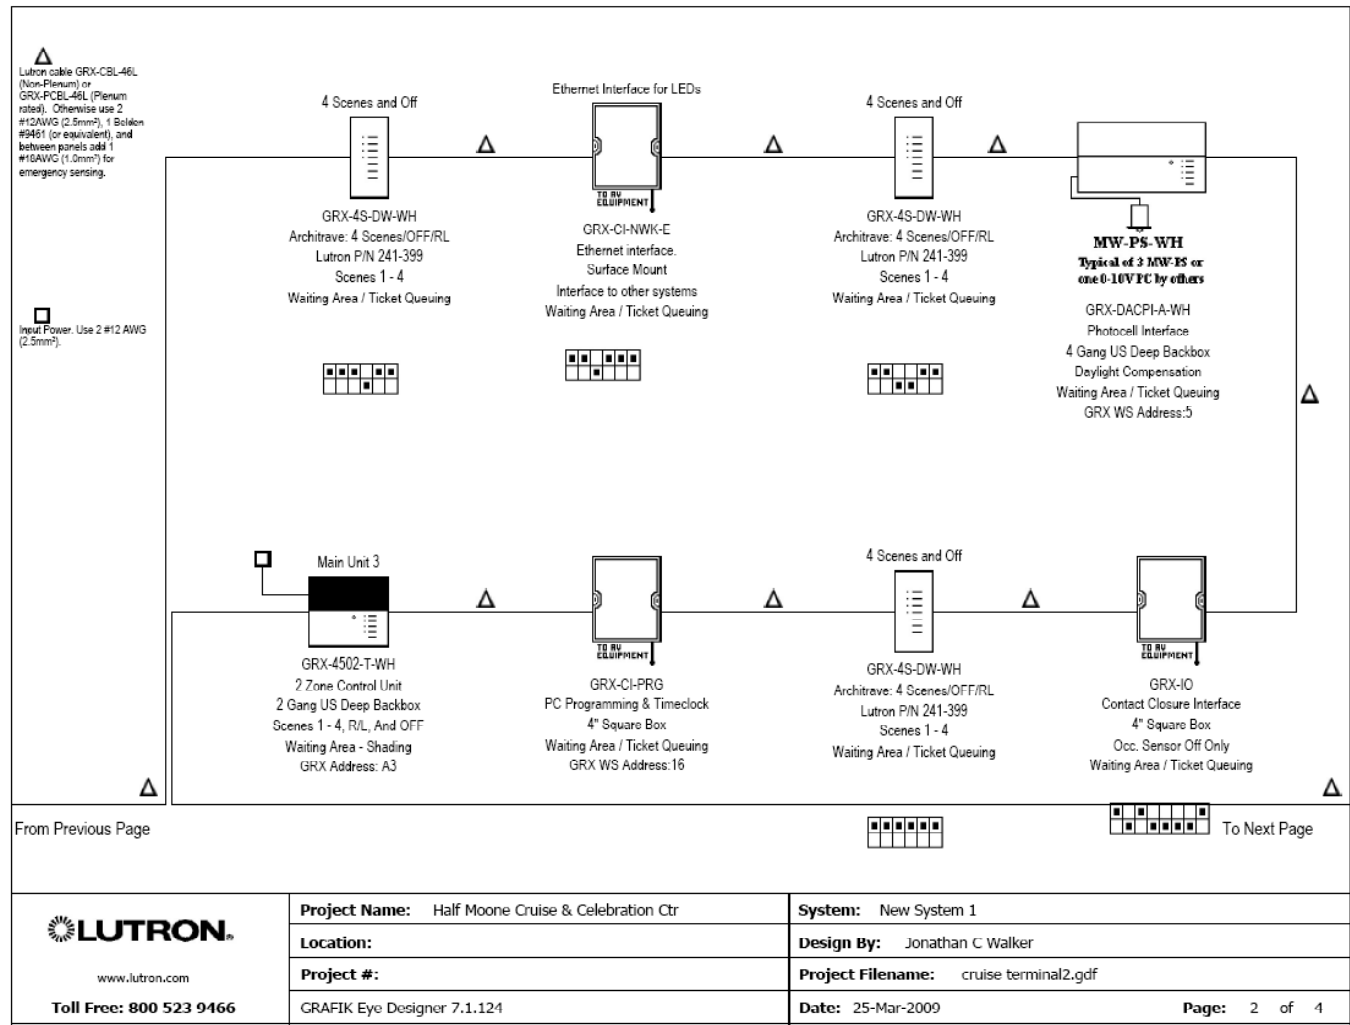 Lutron cable GRX-CBL-46L
(Non-Plenum) or
GRX-PCBL-46L (Plenum
rated). Otherwise use 2
#12AWG (2.5mm²), 1 Belden
#9461 (or equivalent), and
between panels add 1
#18AWG (1.0mm²) for
emergency sensing.
Input Power. Use 2 #12 AWG
(2.5mm²).
4 Scenes and Off
GRX-4S-DW-WH
Architrave: 4 Scenes/OFF/RL
Lutron P/N 241-399
Scenes 1 - 4
Waiting Area / Ticket Queuing
Ethernet Interface for LEDs
TO AV
EQUIPMENT
GRX-CI-NWK-E
Ethernet interface.
Surface Mount
Interface to other systems
Waiting Area / Ticket Queuing
4 Scenes and Off
GRX-4S-DW-WH
Architrave: 4 Scenes/OFF/RL
Lutron P/N 241-399
Scenes 1 - 4
Waiting Area / Ticket Queuing
MW-PS-WH
Typical of 3 MW-PS or
one 0-10V PC by others
GRX-DACPI-A-WH
Photocell Interface
4 Gang US Deep Backbox
Daylight Compensation
Waiting Area / Ticket Queuing
GRX WS Address:5
Main Unit 3
GRX-4502-T-WH
2 Zone Control Unit
2 Gang US Deep Backbox
Scenes 1 - 4, R/L, And OFF
Waiting Area - Shading
GRX Address: A3
TO AV
EQUIPMENT
GRX-CI-PRG
PC Programming & Timeclock
4" Square Box
Waiting Area / Ticket Queuing
GRX WS Address:16
4 Scenes and Off
GRX-4S-DW-WH
Architrave: 4 Scenes/OFF/RL
Lutron P/N 241-399
Scenes 1 - 4
Waiting Area / Ticket Queuing
TO AV
EQUIPMENT
GRX-IO
Contact Closure Interface
4" Square Box
Occ. Sensor Off Only
Waiting Area / Ticket Queuing
From Previous Page
To Next Page
LUTRON®
www.lutron.com
Toll Free: 800 523 9466
Project Name: Half Moone Cruise & Celebration Ctr
Location:
Project #:
GRAFIK Eye Designer 7.1.124
System: New System 1
Design By: Jonathan C Walker
Project Filename: cruise terminal2.gdf
Date: 25-Mar-2009 Page: 2 of 4